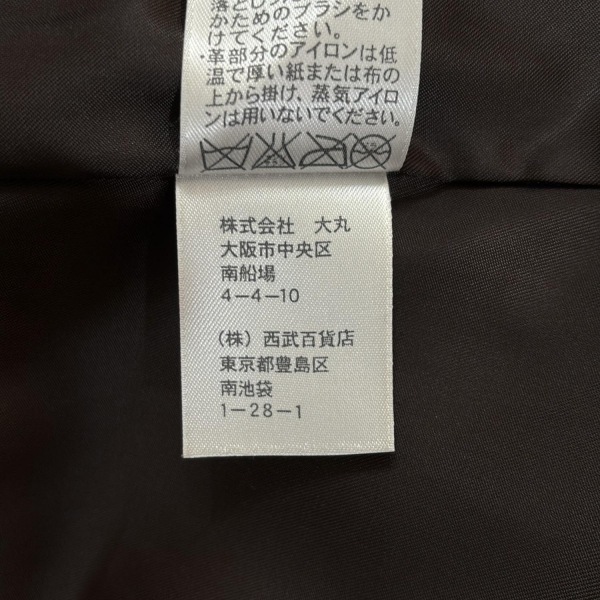 かためのブラシをか
けてください。
・革部分のアイロンは低
温で厚い紙または布の
上から掛け、蒸気アイロ
ンは用いないでください。
株式会社 大丸
大阪市中央区
南船場
4-4-10
(株) 西武百貨店
東京都豊島区
南池袋
1-28-1